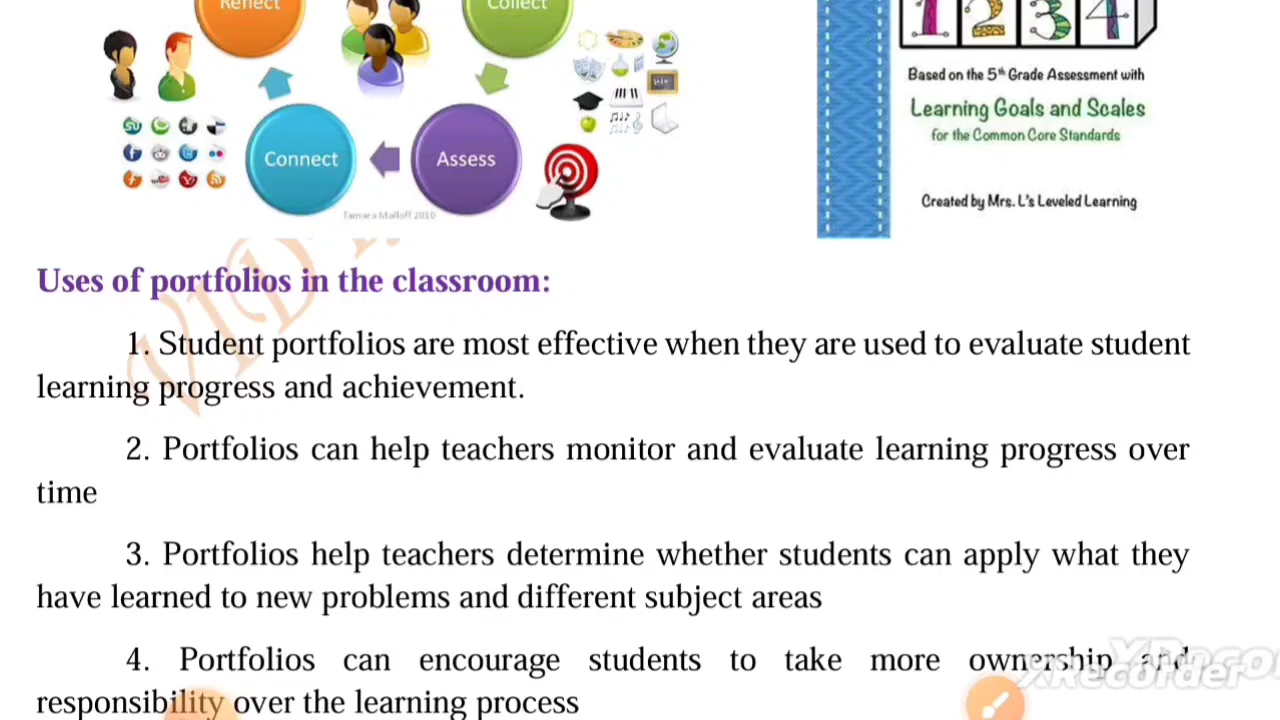 Reflect
Collect
Connect
Assess
Tamara Malloff 2010
1 2 3 4
Based on the 5th Grade Assessment with
Learning Goals and Scales
for the Common Core Standards
Created by Mrs. L's Leveled Learning
Uses of portfolios in the classroom:
1. Student portfolios are most effective when they are used to evaluate student
learning progress and achievement.
2. Portfolios can help teachers monitor and evaluate learning progress over
time
3. Portfolios help teachers determine whether students can apply what they
have learned to new problems and different subject areas
4. Portfolios can encourage students to take more ownership and
responsibility over the learning process
XRecorder